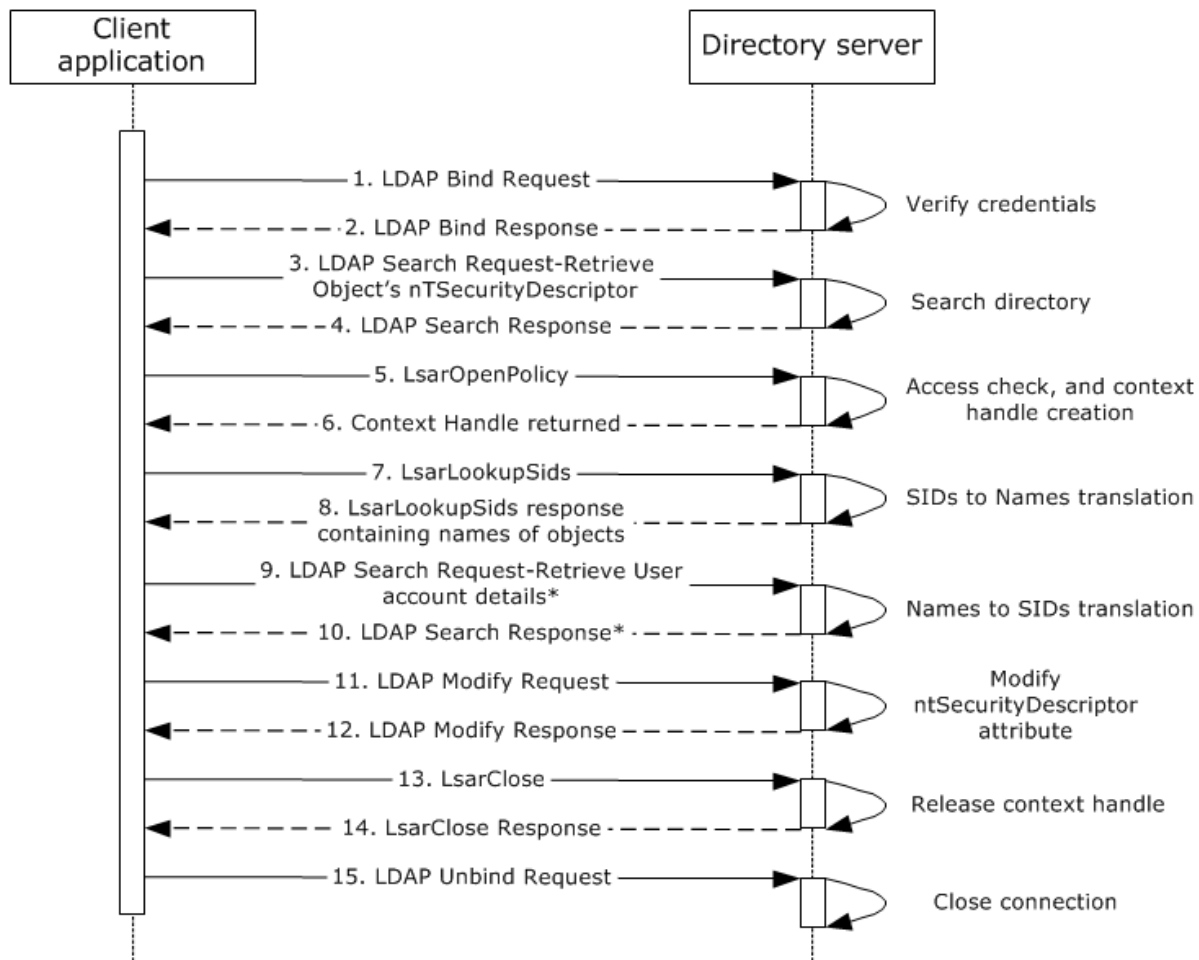 Client
application
Directory server
1. LDAP Bind Request
Verify credentials
2. LDAP Bind Response
3. LDAP Search Request-Retrieve
Object's nTSecurityDescriptor
Search directory
4. LDAP Search Response
5. LsarOpenPolicy
Access check, and context
handle creation
6. Context Handle returned
7. LsarLookupSids
SIDs to Names translation
8. LsarLookupSids response
containing names of objects
9. LDAP Search Request-Retrieve User
account details*
Names to SIDs translation
10. LDAP Search Response*
11. LDAP Modify Request
Modify
ntSecurityDescriptor
attribute
12. LDAP Modify Response
13. LsarClose
Release context handle
14. LsarClose Response
15. LDAP Unbind Request
Close connection